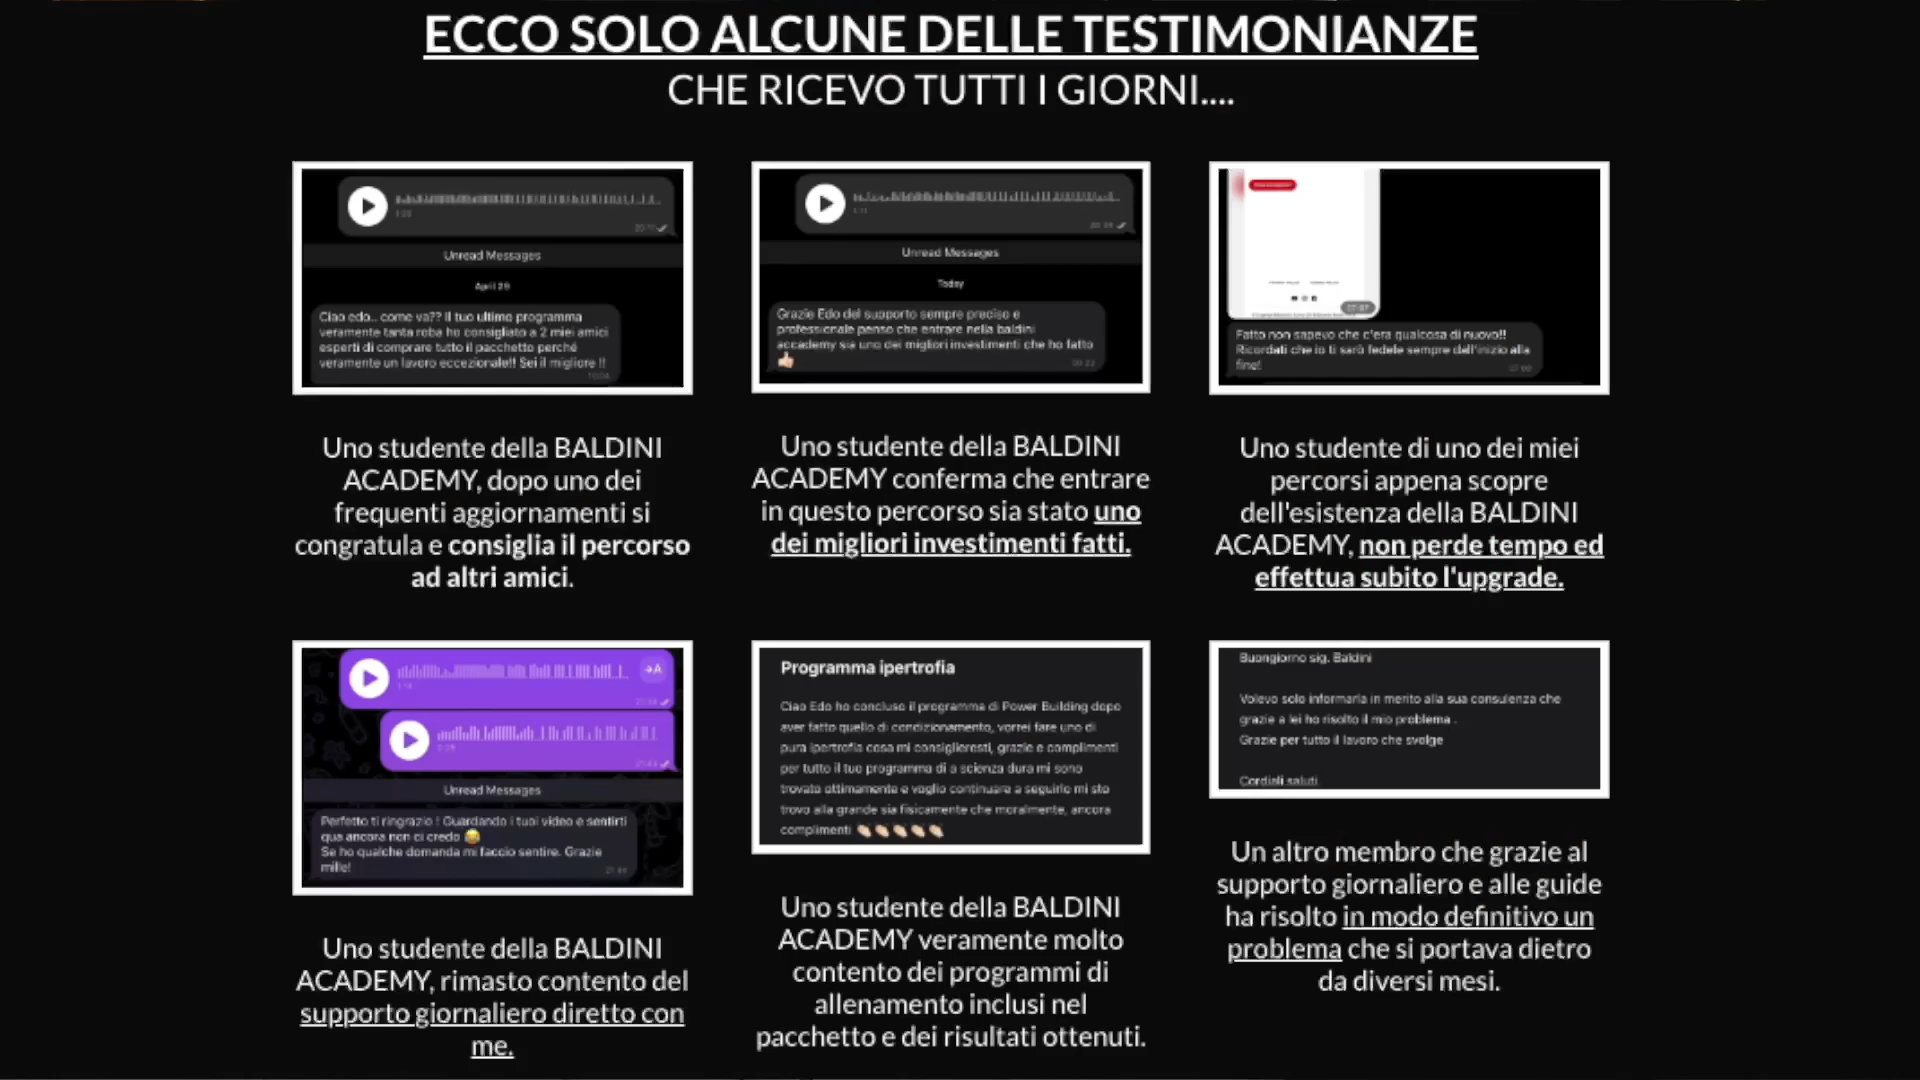 ECCO SOLO ALCUNE DELLE TESTIMONIANZE
CHE RICEVO TUTTI I GIORNI....
Unread Messages
April 29
Ciao edo.. come va?? Il tuo ultimo programma
veramente tanta roba ho consigliato a 2 miei amici
esperti di comprare tutto il pacchetto perché
veramente un lavoro eccezionale!! Sei il migliore !!
Uno studente della BALDINI
ACADEMY, dopo uno dei
frequenti aggiornamenti si
congratula e consiglia il percorso
ad altri amici.
Unread Messages
Today
Grazie Edo del supporto sempre preciso e
professionale penso che entrare nella baldini
accademy sia uno dei migliori investimenti che ho fatto
👍🏻
Uno studente della BALDINI
ACADEMY conferma che entrare
in questo percorso sia stato uno
dei migliori investimenti fatti.
Fatto non sapevo che c'era qualcosa di nuovo!!
Ricordati che io ti sarò fedele sempre dall'inizio alla
fine!
Uno studente di uno dei miei
percorsi appena scopre
dell'esistenza della BALDINI
ACADEMY, non perde tempo ed
effettua subito l'upgrade.
Unread Messages
Perfetto ti ringrazio ! Guardando i tuoi video e sentirti
qua ancora non ci credo 😂
Se ho qualche domanda mi faccio sentire. Grazie
mille!
Uno studente della BALDINI
ACADEMY, rimasto contento del
supporto giornaliero diretto con
me.
Programma ipertrofia
Ciao Edo ho concluso il programma di Power Building dopo
aver fatto quello di condizionamento, vorrei fare uno di
pura ipertrofia cosa mi consiglieresti, grazie e complimenti
per tutto il tuo programma di a scienza dura mi sono
trovato ottimamente e voglio continuare a seguirlo mi sto
trovo alla grande sia fisicamente che moralmente, ancora
complimenti 👏🏻👏🏻👏🏻👏🏻👏🏻
Uno studente della BALDINI
ACADEMY veramente molto
contento dei programmi di
allenamento inclusi nel
pacchetto e dei risultati ottenuti.
Buongiorno sig. Baldini
Volevo solo informarla in merito alla sua consulenza che
grazie a lei ho risolto il mio problema .
Grazie per tutto il lavoro che svolge
Cordiali saluti
Un altro membro che grazie al
supporto giornaliero e alle guide
ha risolto in modo definitivo un
problema che si portava dietro
da diversi mesi.